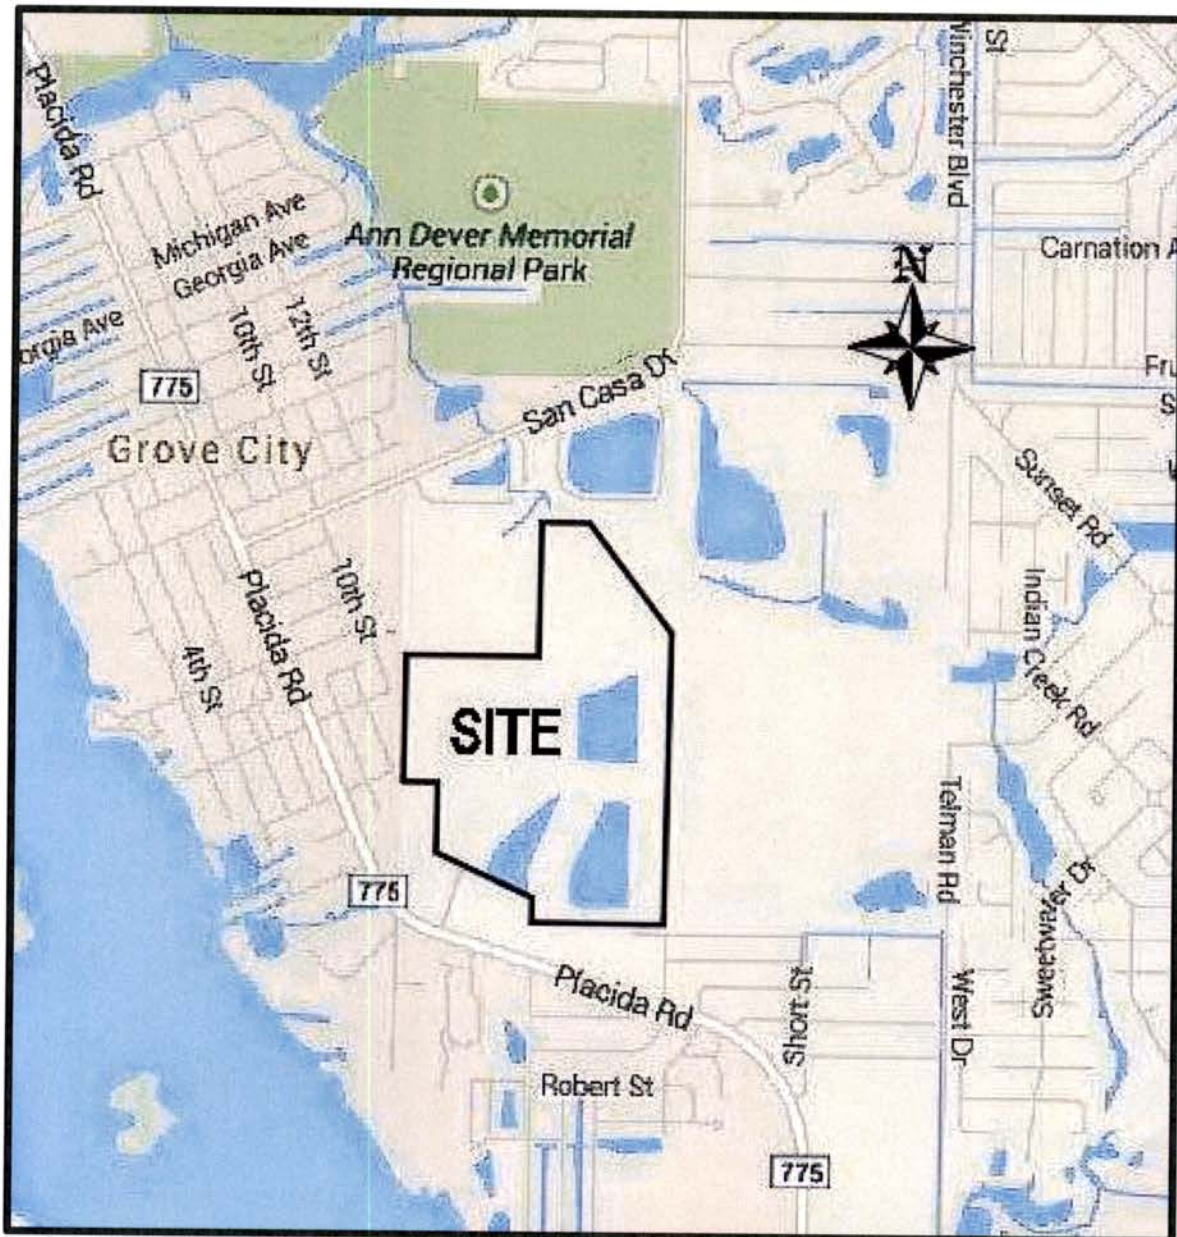 Placida Rd
Winchester Blvd
St
Michigan Ave
Georgia Ave
Ann Dever Memorial
Regional Park
N
Carnation A
10th St
12th St
orgia Ave
775
San Casa Dr
Fru
S
Grove City
Sunset Rd
Placida Rd
10th St
4th St
Indian Creek Rd
SITE
Telman Rd
775
Sweetwater Dr
Placida Rd
Short St
West Dr
Robert St
775